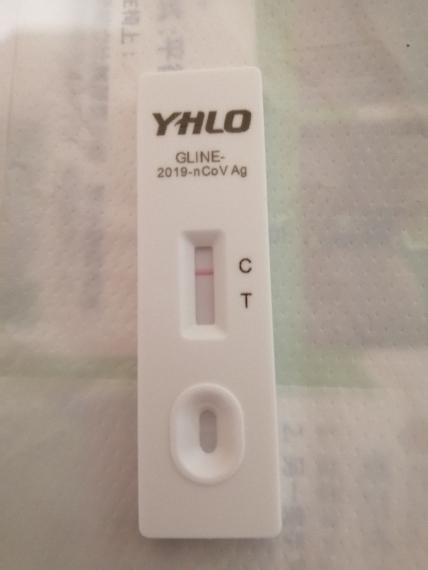 YHLO
GLINE-
2019-nCoV Ag
C
T